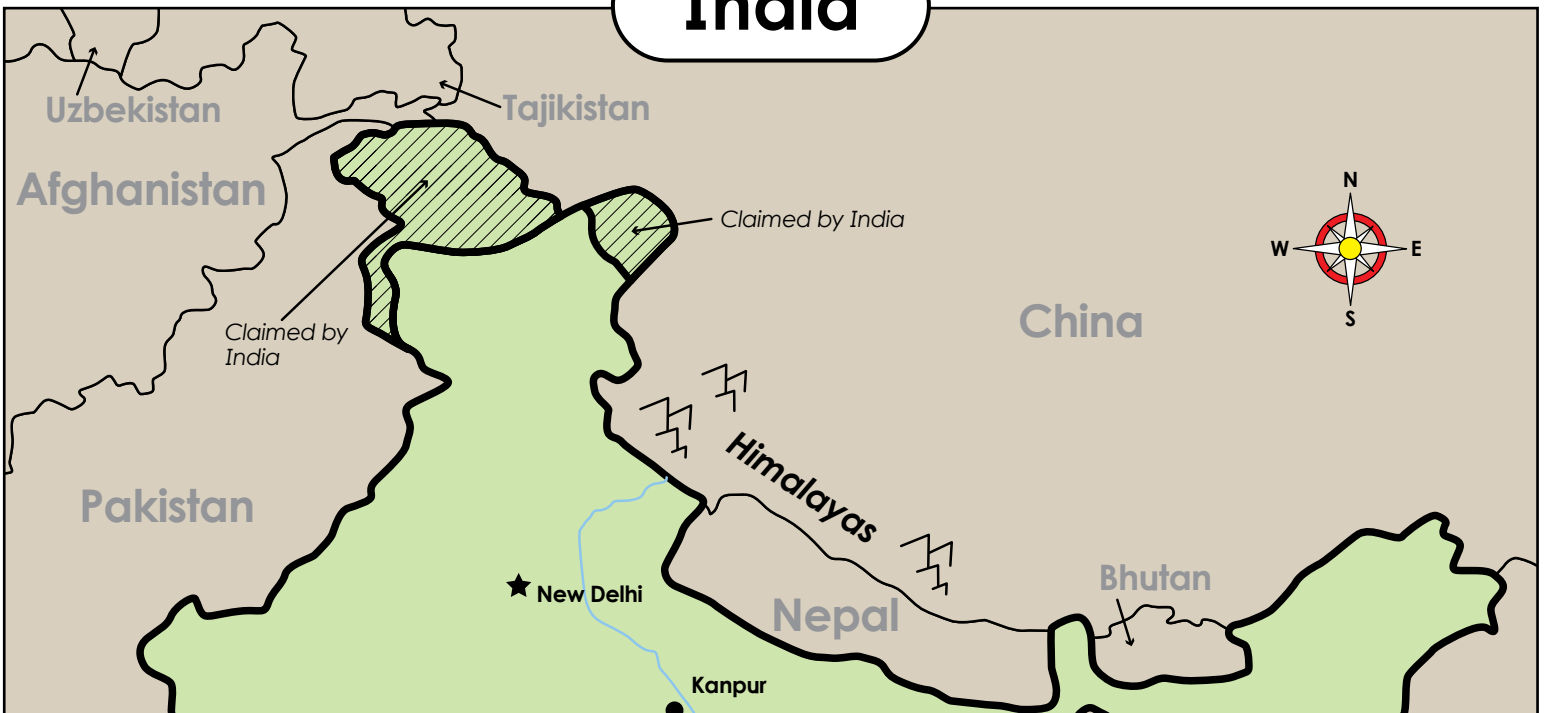 India
Uzbekistan
Tajikistan
Afghanistan
N
Claimed by India
W
E
China
S
Claimed by
India
Himalayas
Pakistan
Bhutan
New Delhi
Nepal
Kanpur